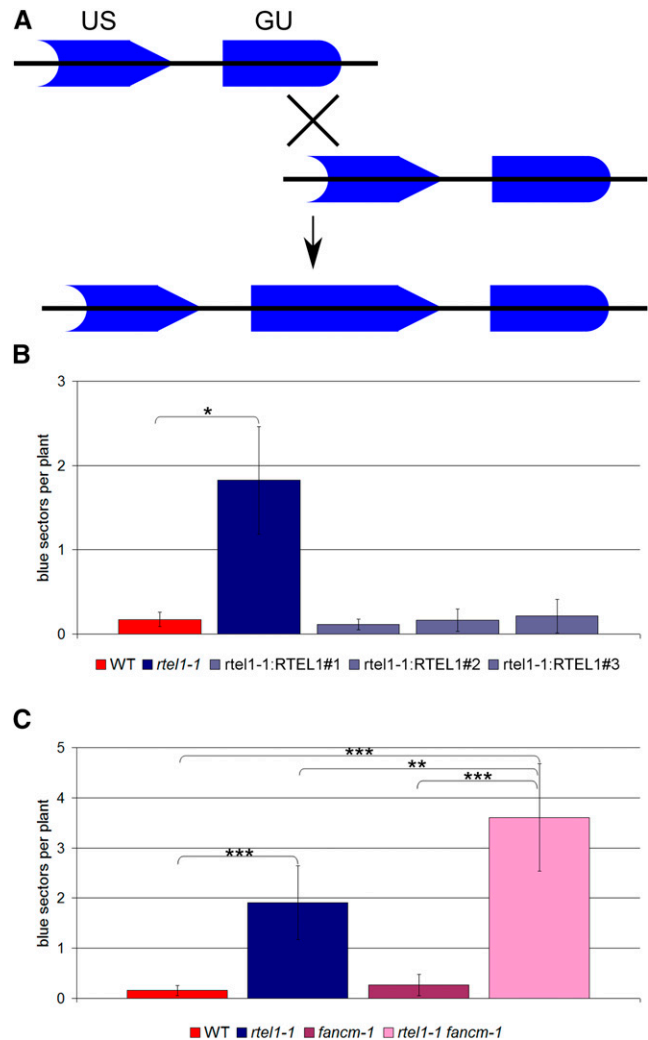 A
US GU
B
3
2
1
0
blue sectors per plant
*
WT rtel1-1 rtel1-1:RTEL1#1 rtel1-1:RTEL1#2 rtel1-1:RTEL1#3
C
5
4
3
2
1
0
blue sectors per plant
***
**
***
***
WT rtel1-1 fancm-1 rtel1-1 fancm-1